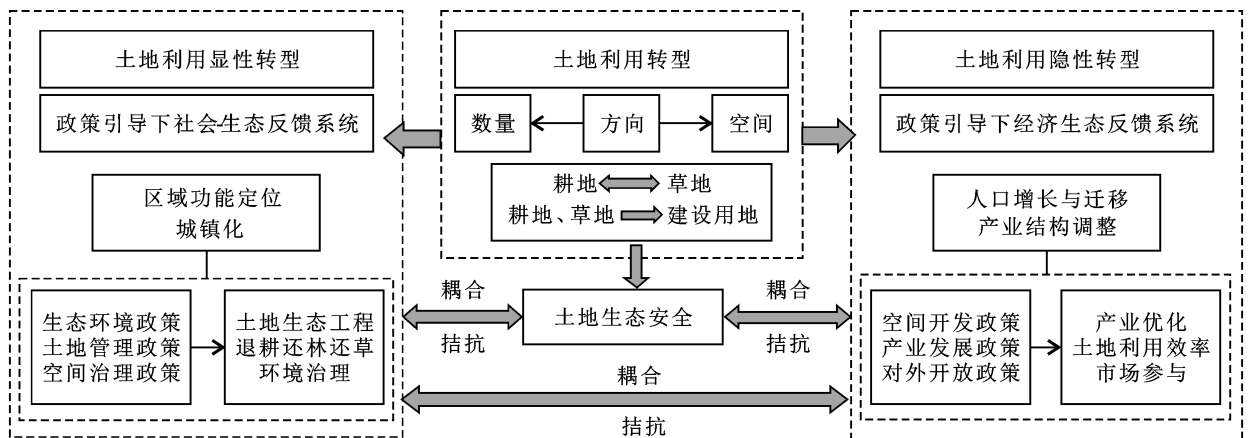 土地利用显性转型
政策引导下社会-生态反馈系统
区域功能定位
城镇化
生态环境政策
土地管理政策
空间治理政策
土地生态工程
退耕还林还草
环境治理
土地利用转型
数量
方向
空间
耕地 草地
耕地、草地 建设用地
耦合
拮抗
土地生态安全
耦合
拮抗
耦合
拮抗
土地利用隐性转型
政策引导下经济生态反馈系统
人口增长与迁移
产业结构调整
空间开发政策
产业发展政策
对外开放政策
产业优化
土地利用效率
市场参与